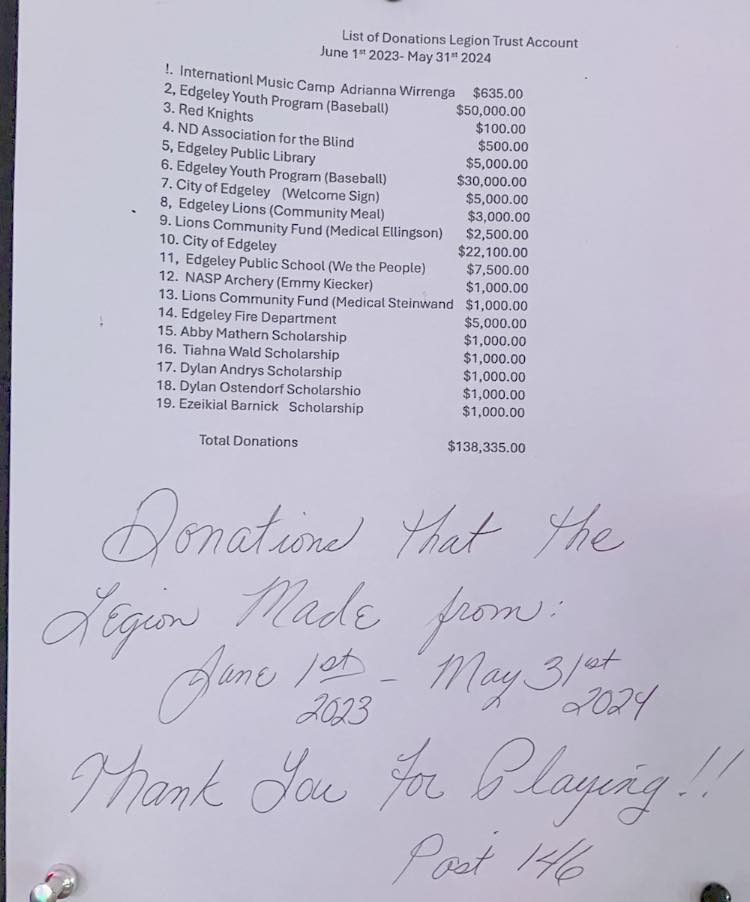 List of Donations Legion Trust Account
June 1st 2023- May 31st 2024
!. Internationl Music Camp Adrianna Wirrenga $635.00
2, Edgeley Youth Program (Baseball) $50,000.00
3. Red Knights $100.00
4. ND Association for the Blind $500.00
5, Edgeley Public Library $5,000.00
6. Edgeley Youth Program (Baseball) $30,000.00
7. City of Edgeley (Welcome Sign) $5,000.00
8, Edgeley Lions (Community Meal) $3,000.00
9. Lions Community Fund (Medical Ellingson) $2,500.00
10. City of Edgeley $22,100.00
11, Edgeley Public School (We the People) $7,500.00
12. NASP Archery (Emmy Kiecker) $1,000.00
13. Lions Community Fund (Medical Steinwand $1,000.00
14. Edgeley Fire Department $5,000.00
15. Abby Mathern Scholarship $1,000.00
16. Tiahna Wald Scholarship $1,000.00
17. Dylan Andrys Scholarship $1,000.00
18. Dylan Ostendorf Scholarshio $1,000.00
19. Ezeikial Barnick Scholarship $1,000.00
Total Donations $138,335.00
Donations that the
Legion Made from:
June 1st - May 31st
2023 2024
Thank You For Playing!!
Post 146